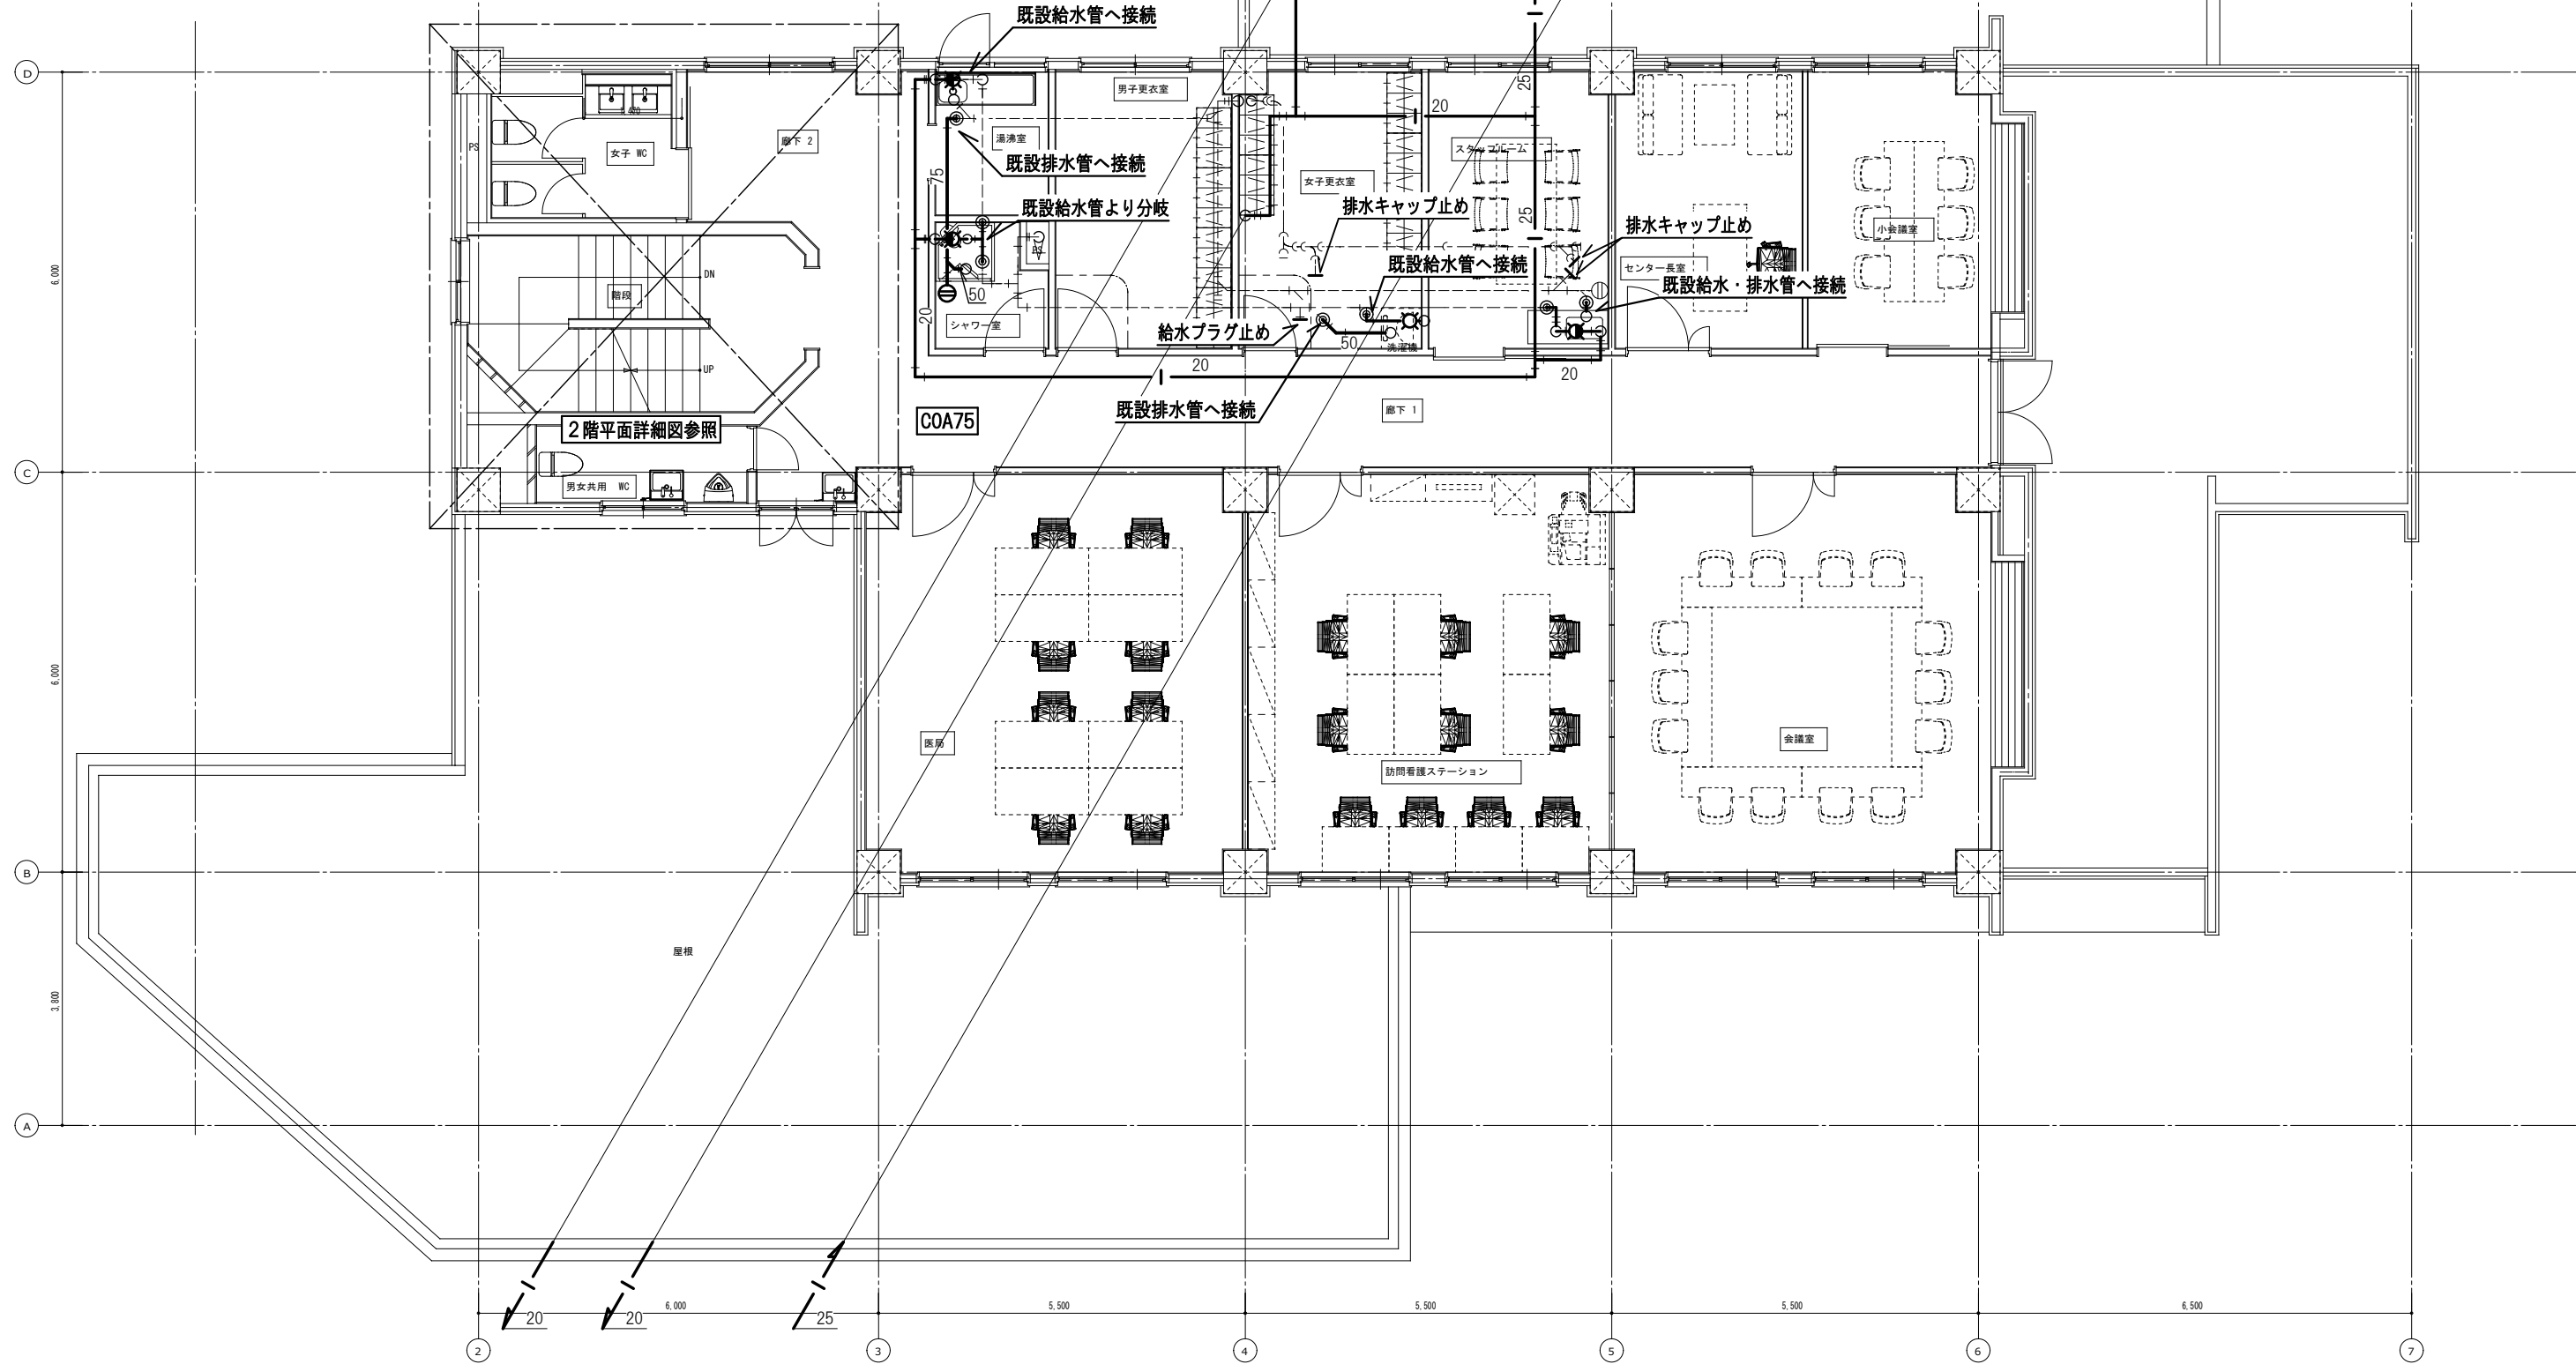 既設給水管へ接続
D
男子更衣室
25
20
廊下 2
湯沸室
スタッフルーム
PS
女子 WC
既設排水管へ接続
75
女子更衣室
既設給水管より分岐
排水キャップ止め
25
排水キャップ止め
小会議室
PS
既設給水管へ接続
センター長室
6,000
DN
既設給水・排水管へ接続
階段
50
20
シャワー室
給水プラグ止め
50
洗濯機
UP
20
20
既設排水管へ接続
廊下 1
COA75
2階平面詳細図参照
C
男女共用 WC
6,000
医局
会議室
訪問看護ステーション
B
屋根
3,800
A
20
20
25
6,000
5,500
5,500
5,500
6,500
2
3
4
5
6
7